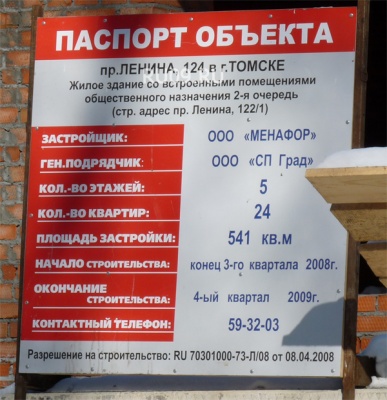 ПАСПОРТ ОБЪЕКТА
пр.ЛЕНИНА, 124 в г.ТОМСКЕ
Жилое здание со встроенными помещениями
общественного назначения 2-я очередь
(стр. адрес пр. Ленина, 122/1)
ЗАСТРОЙЩИК: ООО «МЕНАФОР»
ГЕН.ПОДРЯДЧИК: ООО «СП Град»
КОЛ.-ВО ЭТАЖЕЙ: 5
КОЛ.-ВО КВАРТИР: 24
ПЛОЩАДЬ ЗАСТРОЙКИ: 541 кв.м
НАЧАЛО СТРОИТЕЛЬСТВА: конец 3-го квартала 2008г.
ОКОНЧАНИЕ
СТРОИТЕЛЬСТВА: 4-ый квартал 2009г.
КОНТАКТНЫЙ ТЕЛЕФОН: 59-32-03
Разрешение на строительство: RU 70301000-73-Л/08 от 08.04.2008